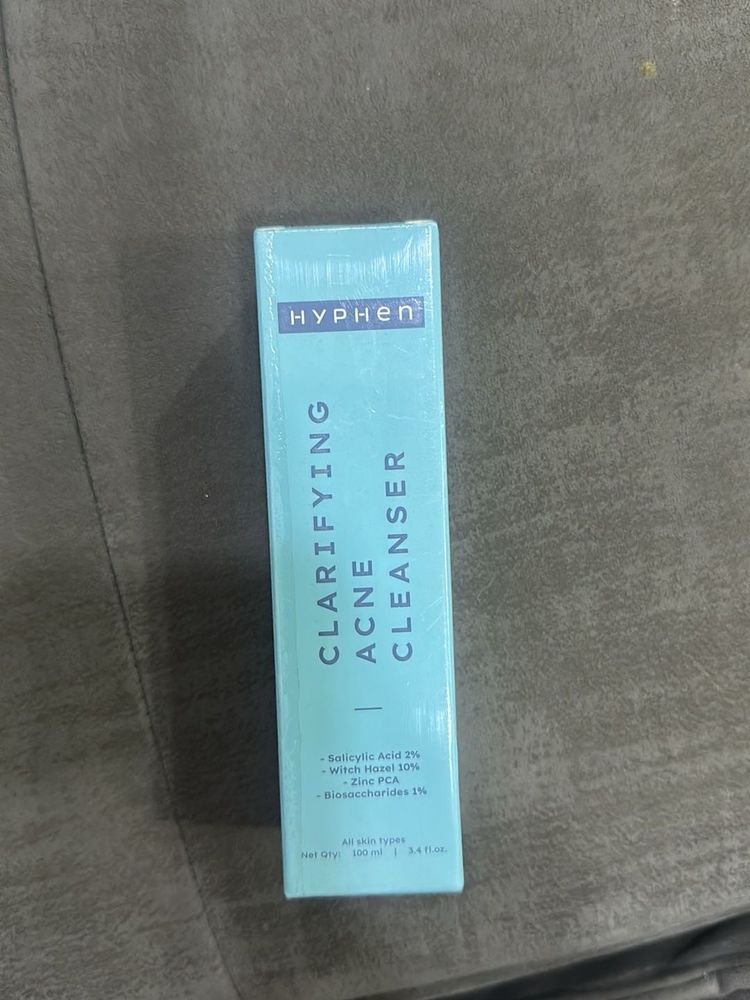 HYPHen
CLARIFYING
ACNE
CLEANSER
- Salicylic Acid 2%
- Witch Hazel 10%
- Zinc PCA
- Biosaccharides 1%
All skin types
Net Qty: 100 ml | 3.4 fl.oz.